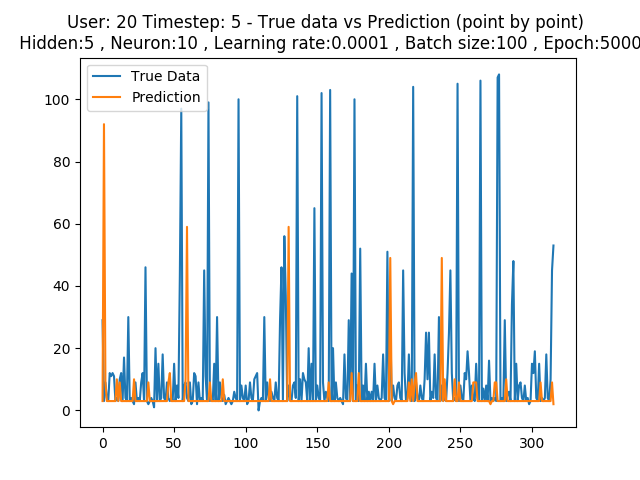 User: 20 Timestep: 5 - True data vs Prediction (point by point)
Hidden:5 , Neuron:10 , Learning rate:0.0001 , Batch size:100 , Epoch:5000
True Data
Prediction
100
80
60
40
20
0
0 50 100 150 200 250 300